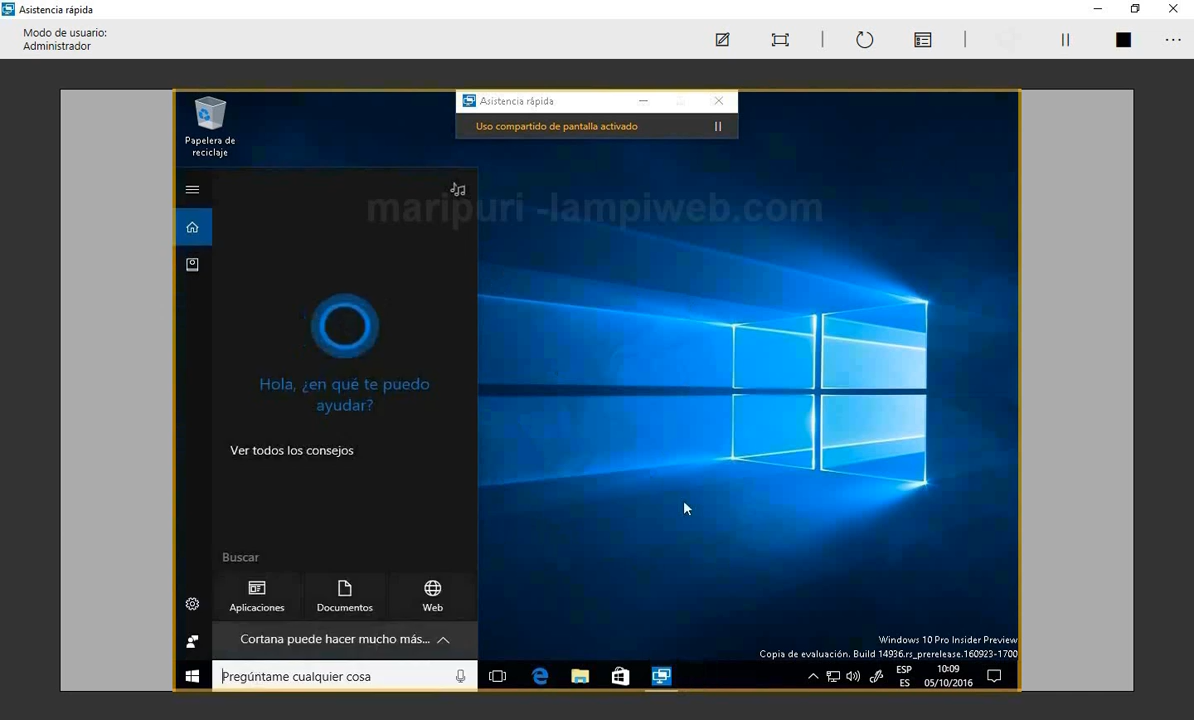 Asistencia rápida
Modo de usuario:
Administrador
Asistencia rápida
Uso compartido de pantalla activado
Papelera de
reciclaje
maripuri -lampiweb.com
Hola, ¿en qué te puedo
ayudar?
Ver todos los consejos
Buscar
Aplicaciones
Documentos
Web
Cortana puede hacer mucho más...
Windows 10 Pro Insider Preview
Copia de evaluación. Build 14936.rs_prerelease.160923-1700
Pregúntame cualquier cosa
ESP
ES
10:09
05/10/2016